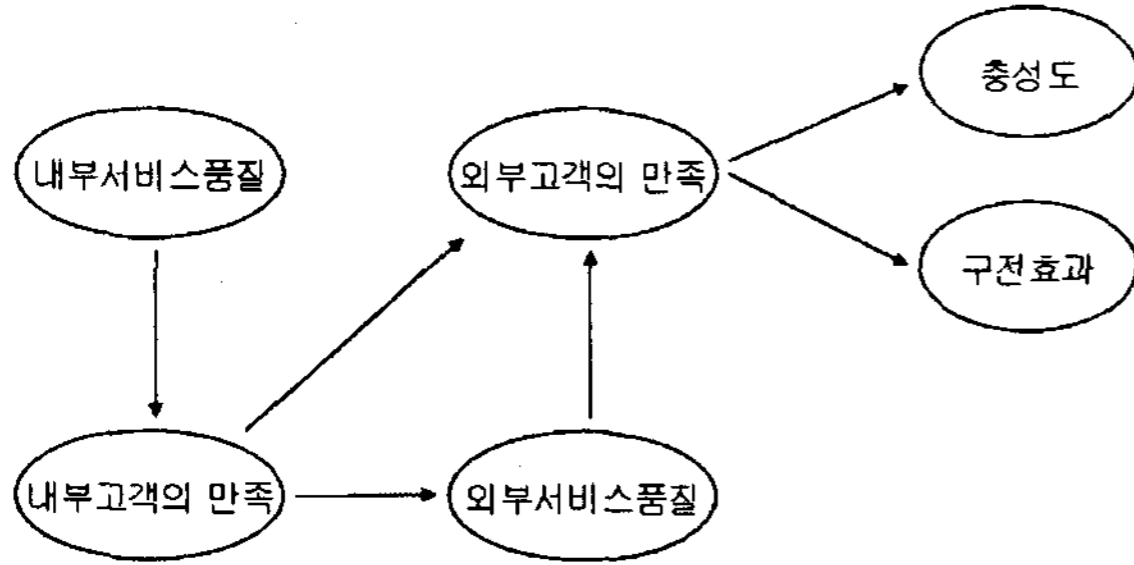 충성도
내부서비스품질
외부고객의 만족
구전효과
내부고객의 만족
외부서비스품질